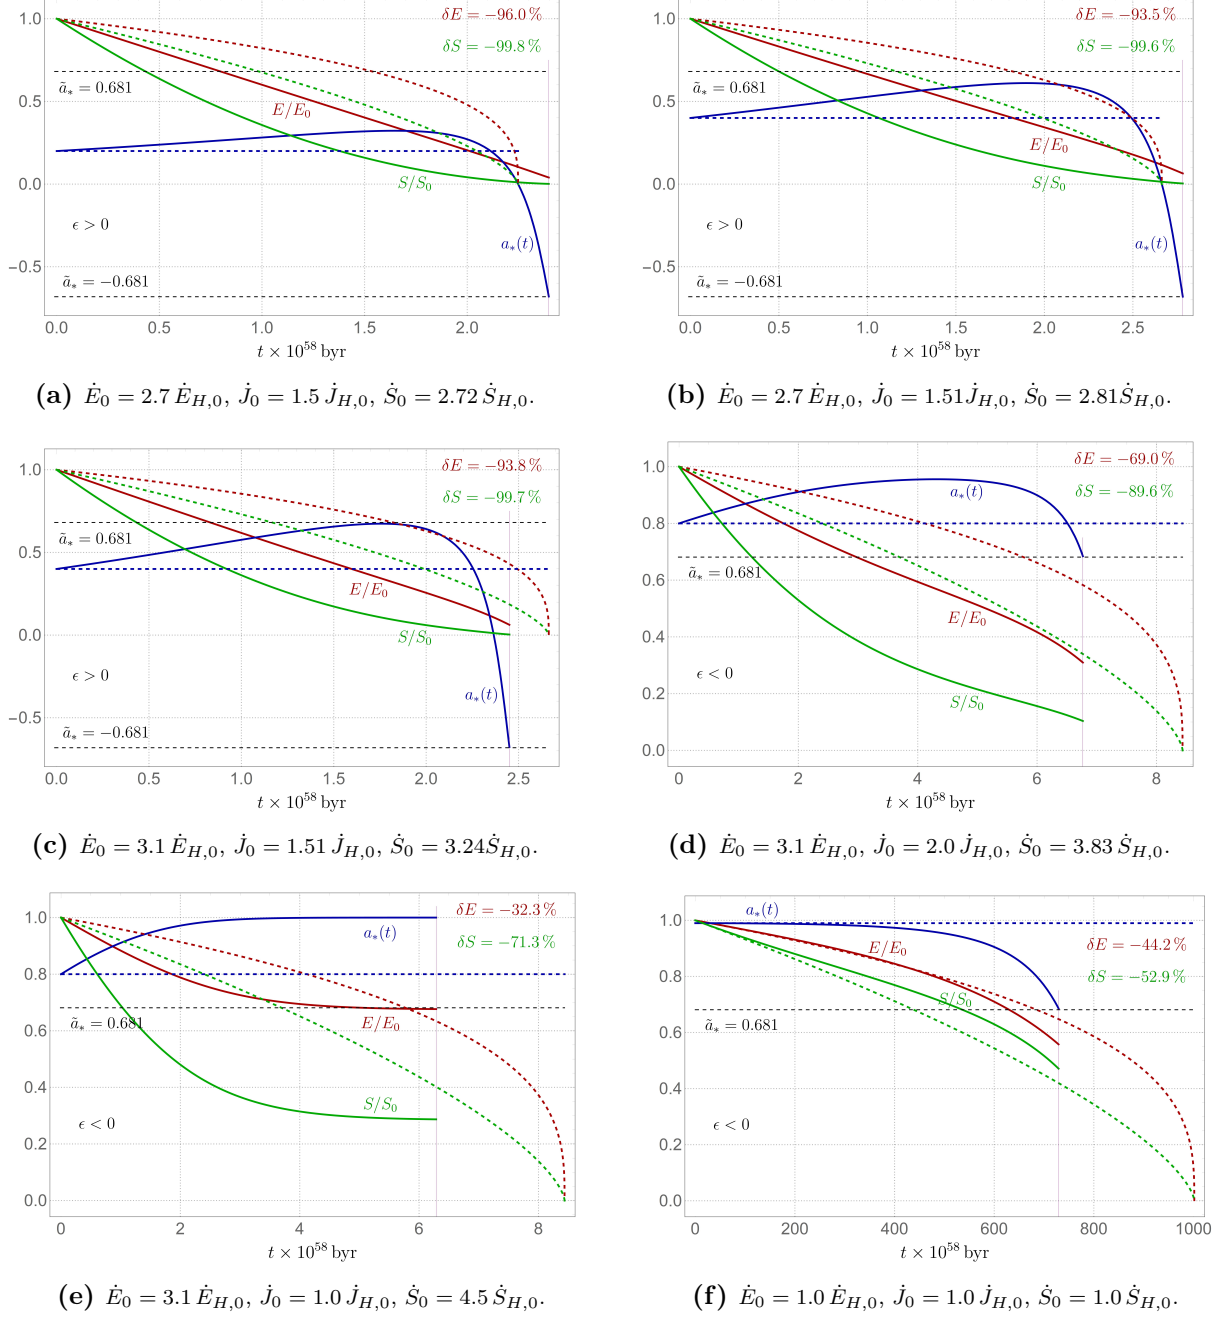 1.0
0.5
0.0
−0.5
δE = −96.0 %
δS = −99.8 %
ã* = 0.681
E/E0
S/S0
ϵ > 0
a*(t)
ã* = −0.681
0.0 0.5 1.0 1.5 2.0
t × 10^58 byr
(a) Ė0 = 2.7 ĖH,0, J̇0 = 1.5 J̇H,0, Ṡ0 = 2.72 ṠH,0.
1.0
0.5
0.0
−0.5
δE = −93.5 %
δS = −99.6 %
ã* = 0.681
E/E0
S/S0
ϵ > 0
a*(t)
ã* = −0.681
0.0 0.5 1.0 1.5 2.0 2.5
t × 10^58 byr
(b) Ė0 = 2.7 ĖH,0, J̇0 = 1.51J̇H,0, Ṡ0 = 2.81ṠH,0.
1.0
0.5
0.0
−0.5
δE = −93.8 %
δS = −99.7 %
ã* = 0.681
E/E0
S/S0
ϵ > 0
a*(t)
ã* = −0.681
0.0 0.5 1.0 1.5 2.0 2.5
t × 10^58 byr
(c) Ė0 = 3.1 ĖH,0, J̇0 = 1.51 J̇H,0, Ṡ0 = 3.24ṠH,0.
1.0
0.8
0.6
0.4
0.2
0.0
δE = −69.0 %
δS = −89.6 %
a*(t)
ã* = 0.681
E/E0
ϵ < 0
S/S0
0 2 4 6 8
t × 10^58 byr
(d) Ė0 = 3.1 ĖH,0, J̇0 = 2.0 J̇H,0, Ṡ0 = 3.83 ṠH,0.
1.0
0.8
0.6
0.4
0.2
0.0
δE = −32.3 %
δS = −71.3 %
a*(t)
ã* = 0.681
E/E0
S/S0
ϵ < 0
0 2 4 6 8
t × 10^58 byr
(e) Ė0 = 3.1 ĖH,0, J̇0 = 1.0 J̇H,0, Ṡ0 = 4.5 ṠH,0.
1.0
0.8
0.6
0.4
0.2
0.0
a*(t)
E/E0
δE = −44.2 %
δS = −52.9 %
S/S0
ã* = 0.681
ϵ < 0
0 200 400 600 800 1000
t × 10^58 byr
(f) Ė0 = 1.0 ĖH,0, J̇0 = 1.0 J̇H,0, Ṡ0 = 1.0 ṠH,0.